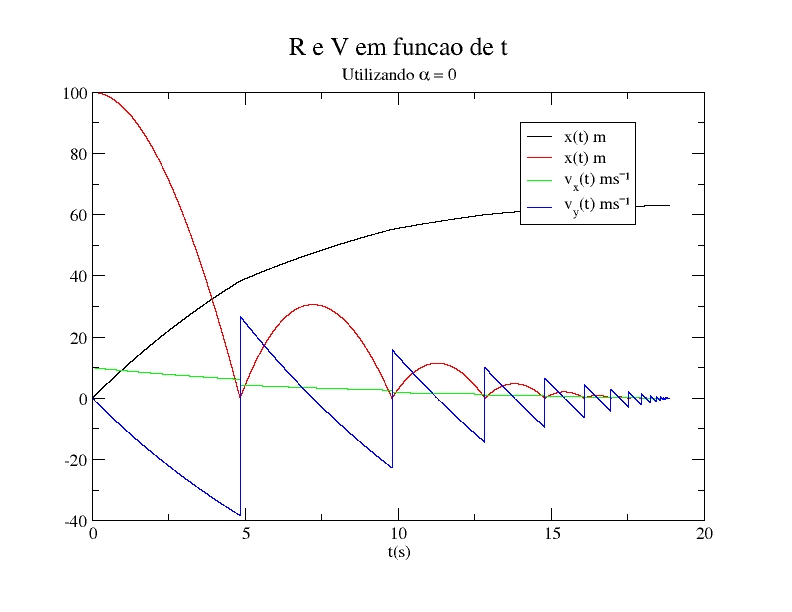 R e V em funcao de t
Utilizando α = 0
100
80
60
40
20
0
-20
-40
x(t) m
x(t) m
vₓ(t) ms⁻¹
v_y(t) ms⁻¹
0 5 10 15 20
t(s)